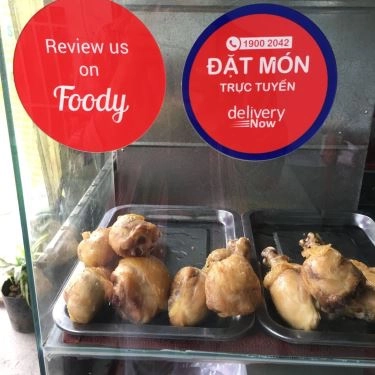 Review us
on
Foody
1900 2042
ĐẶT MÓN
TRỰC TUYẾN
delivery
Now